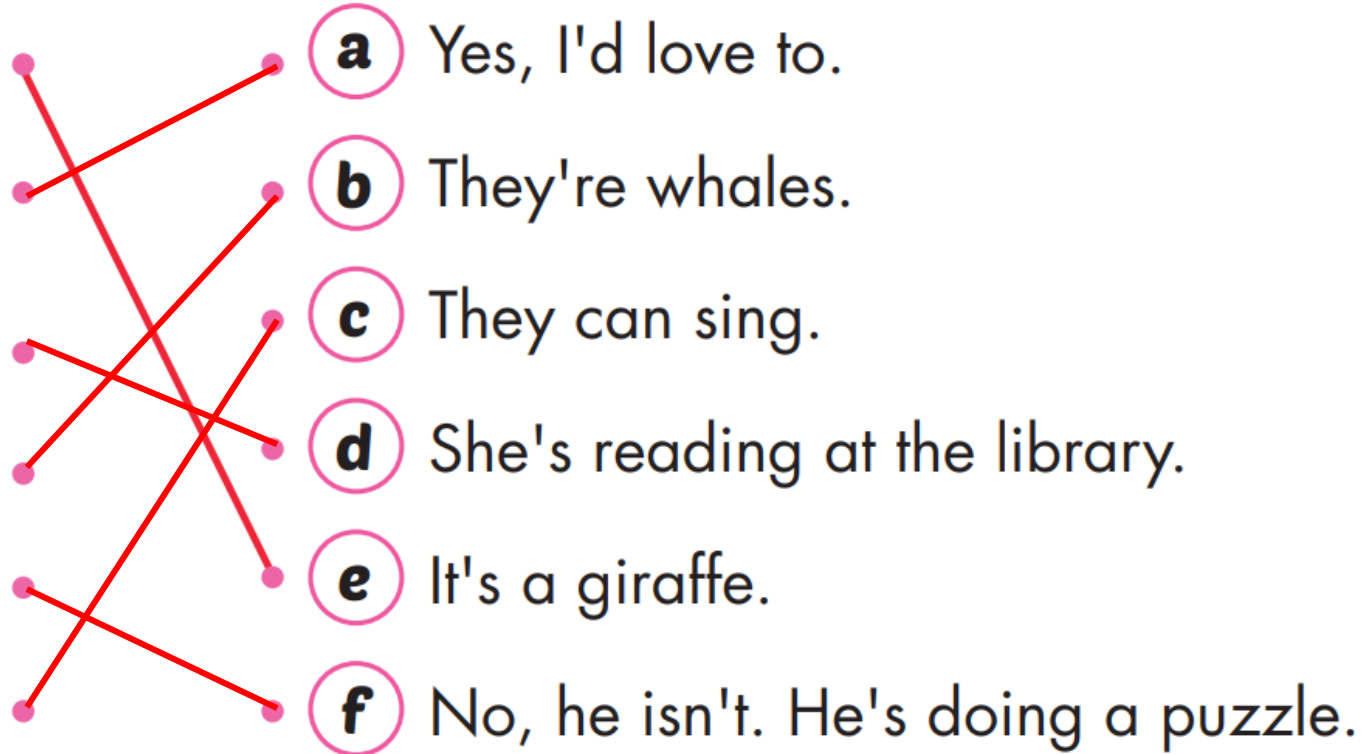 a Yes, I'd love to.
b They're whales.
c They can sing.
d She's reading at the library.
e It's a giraffe.
f No, he isn't. He's doing a puzzle.